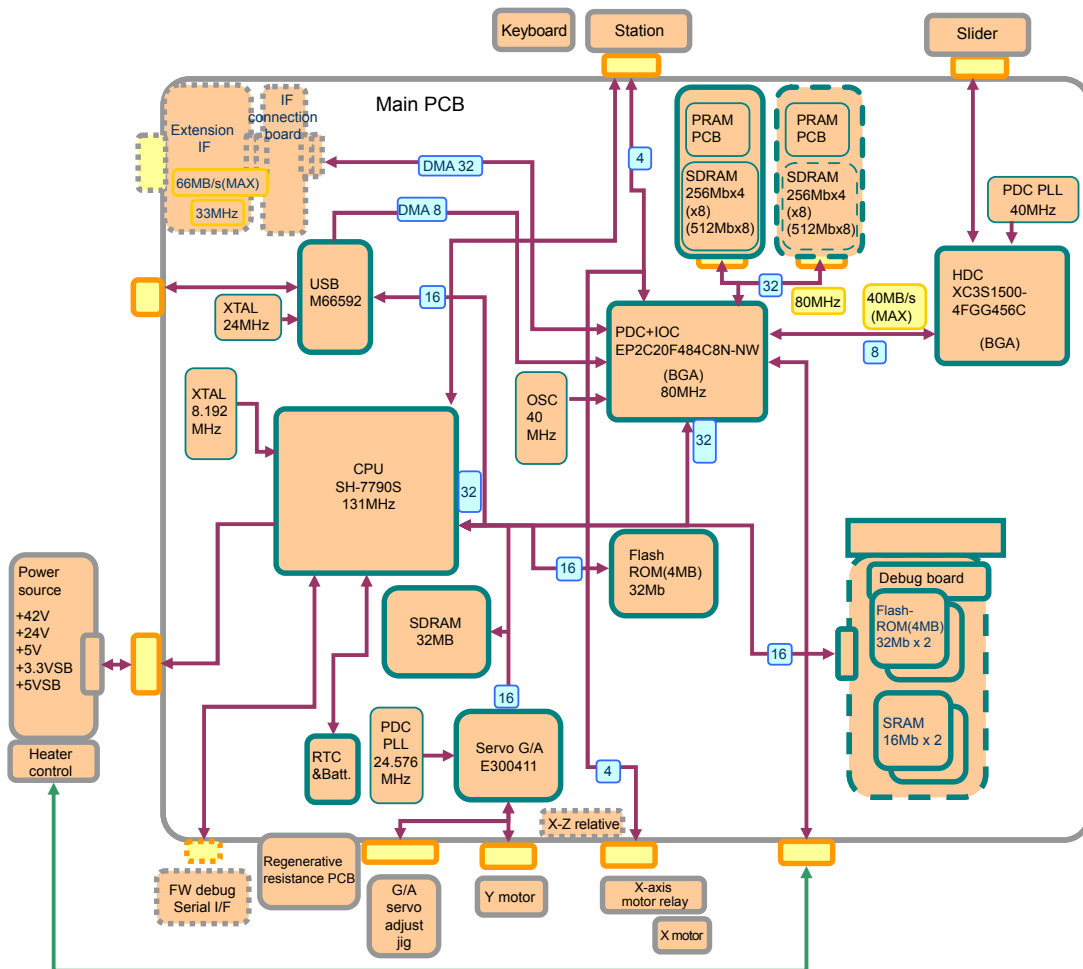 Keyboard
Station
Slider
Main PCB
IF
connection
board
Extension
IF
66MB/s(MAX)
33MHz
DMA 32
4
PRAM
PCB
SDRAM
256Mbx4
(x8)
(512Mbx8)
PRAM
PCB
SDRAM
256Mbx4
(x8)
(512Mbx8)
PDC PLL
40MHz
DMA 8
USB
M66592
XTAL
24MHz
16
32
80MHz
40MB/s
(MAX)
8
HDC
XC3S1500-
4FGG456C
(BGA)
PDC+IOC
EP2C20F484C8N-NW
(BGA)
80MHz
XTAL
8.192
MHz
OSC
40
MHz
32
CPU
SH-7790S
131MHz
32
Power
source
+42V
+24V
+5V
+3.3VSB
+5VSB
Flash
ROM(4MB)
32Mb
16
Debug board
Flash-
ROM(4MB)
32Mb x 2
SDRAM
32MB
16
16
SRAM
16Mb x 2
Heater
control
RTC
&Batt.
PDC
PLL
24.576
MHz
Servo G/A
E300411
4
X-Z relative
FW debug
Serial I/F
Regenerative
resistance PCB
G/A
servo
adjust
jig
Y motor
X-axis
motor relay
X motor